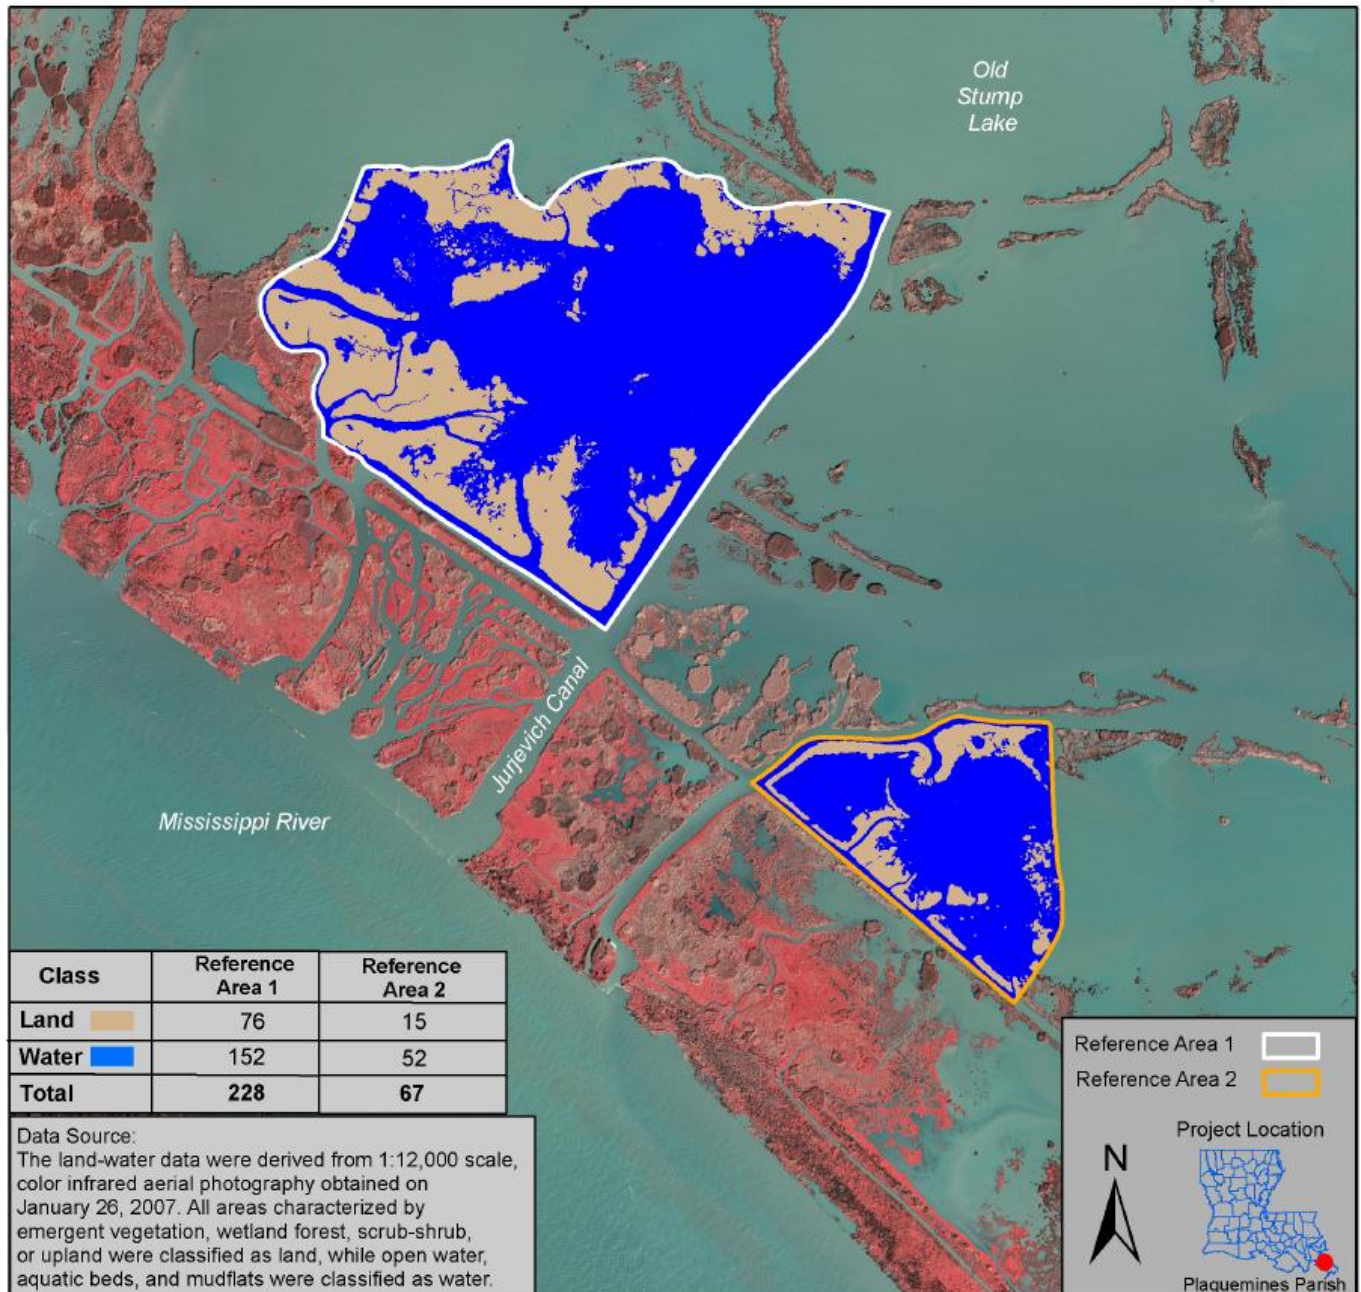 Old
Stump
Lake
Jurjevich Canal
Mississippi River
Class Reference Area 1 Reference Area 2
Land 76 15
Water 152 52
Total 228 67
Data Source:
The land-water data were derived from 1:12,000 scale,
color infrared aerial photography obtained on
January 26, 2007. All areas characterized by
emergent vegetation, wetland forest, scrub-shrub,
or upland were classified as land, while open water,
aquatic beds, and mudflats were classified as water.
Reference Area 1
Reference Area 2
Project Location
N
Plaquemines Parish